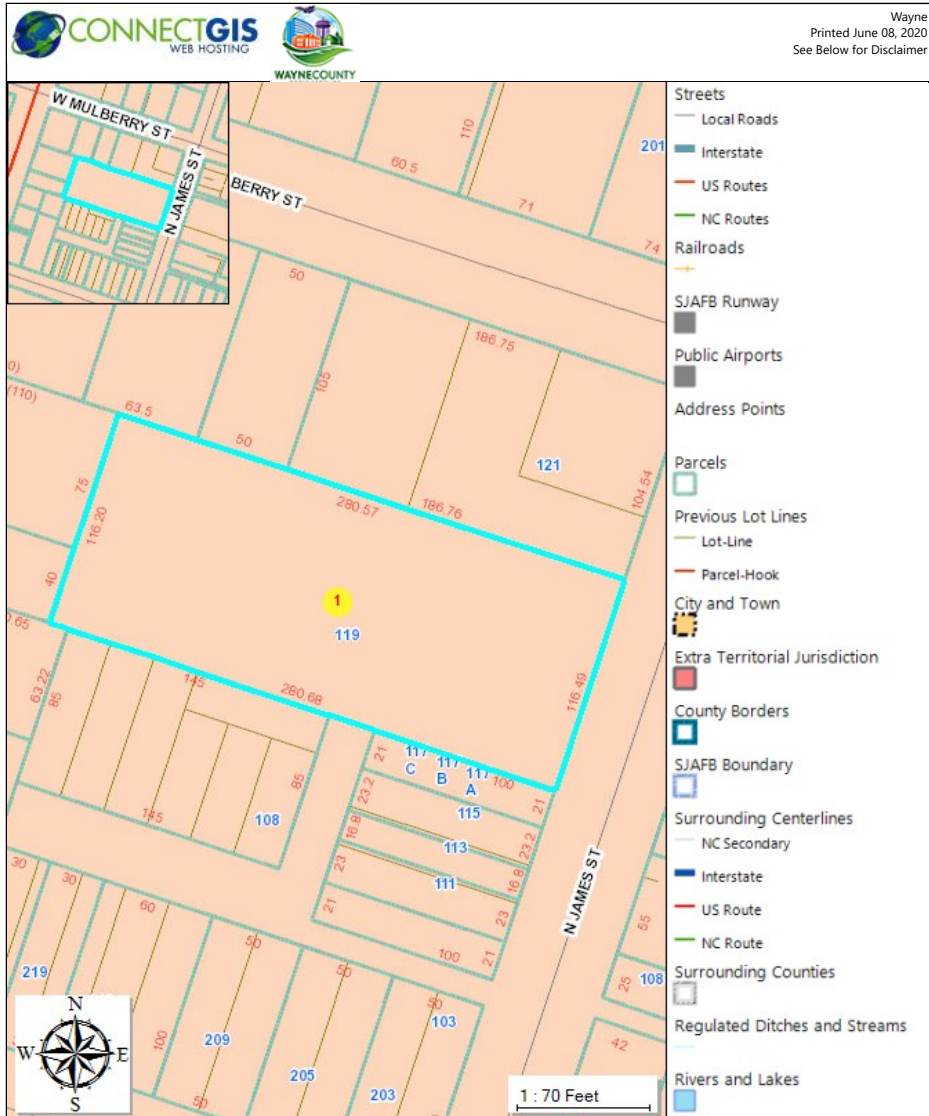 CONNECTGIS
WEB HOSTING
WAYNECOUNTY
Wayne
Printed June 08, 2020
See Below for Disclaimer
W MULBERRY ST
N JAMES ST
BERRY ST
110
201
60.5
71
74
50
186.75
105
0)
(110)
63.5
50
121
104.54
280.57
186.76
75
116.20
40
1
119
116.49
0.65
63.22
85
145
280.68
21
117
C
117
B
117
A
100
21
23.2
115
23.2
85
16.8
113
16.8
145
108
23
111
23
21
N JAMES ST
30
30
60
50
100
21
55
50
219
25
108
50
103
100
209
42
205
203
50
N
W
E
S
1 : 70 Feet
Streets
Local Roads
Interstate
US Routes
NC Routes
Railroads
SJAFB Runway
Public Airports
Address Points
Parcels
Previous Lot Lines
Lot-Line
Parcel-Hook
City and Town
Extra Territorial Jurisdiction
County Borders
SJAFB Boundary
Surrounding Centerlines
NC Secondary
Interstate
US Route
NC Route
Surrounding Counties
Regulated Ditches and Streams
Rivers and Lakes